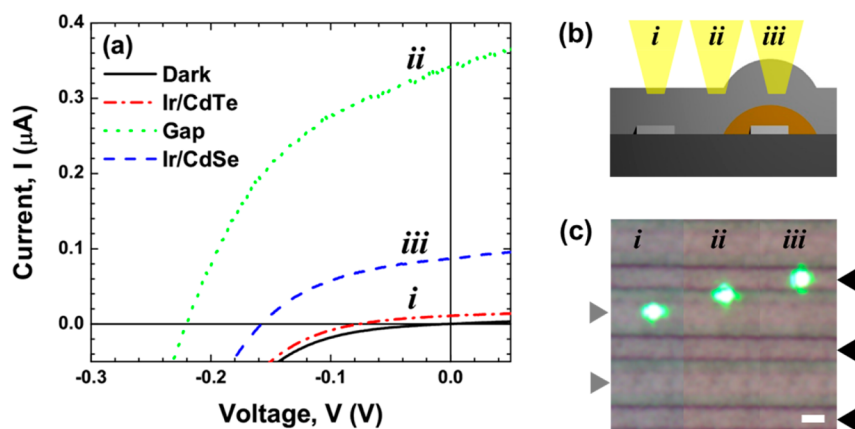 (a)
Dark
Ir/CdTe
Gap
Ir/CdSe
ii
iii
i
0.4
0.3
0.2
0.1
0.0
-0.3
-0.2
-0.1
0.0
Current, I (μA)
Voltage, V (V)
(b)
i
ii
iii
(c)
i
ii
iii